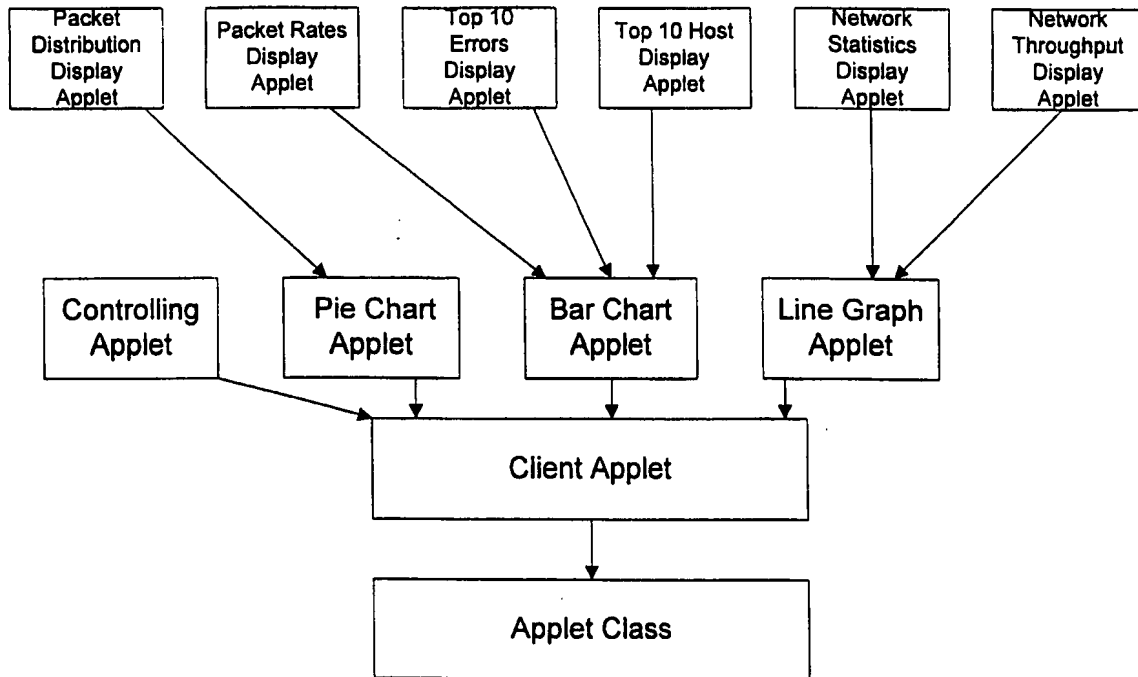 Packet
Distribution
Display
Applet
Packet Rates
Display
Applet
Top 10
Errors
Display
Applet
Top 10 Host
Display
Applet
Network
Statistics
Display
Applet
Network
Throughput
Display
Applet
Controlling
Applet
Pie Chart
Applet
Bar Chart
Applet
Line Graph
Applet
Client Applet
Applet Class